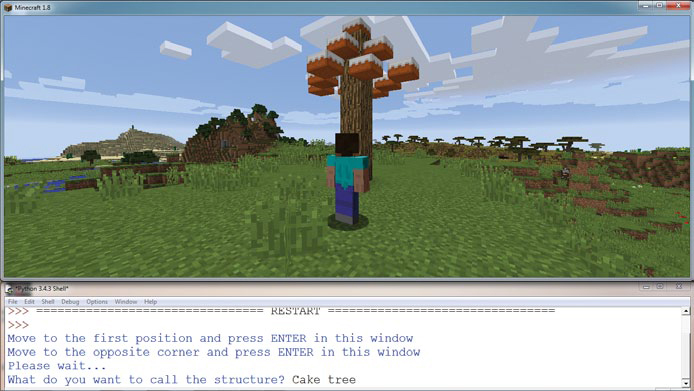 Minecraft 1.8
*Python 3.4.3 Shell*
File Edit Shell Debug Options Window Help
>>> ================================ RESTART ================================
>>>
Move to the first position and press ENTER in this window
Move to the opposite corner and press ENTER in this window
Please wait...
What do you want to call the structure? Cake tree